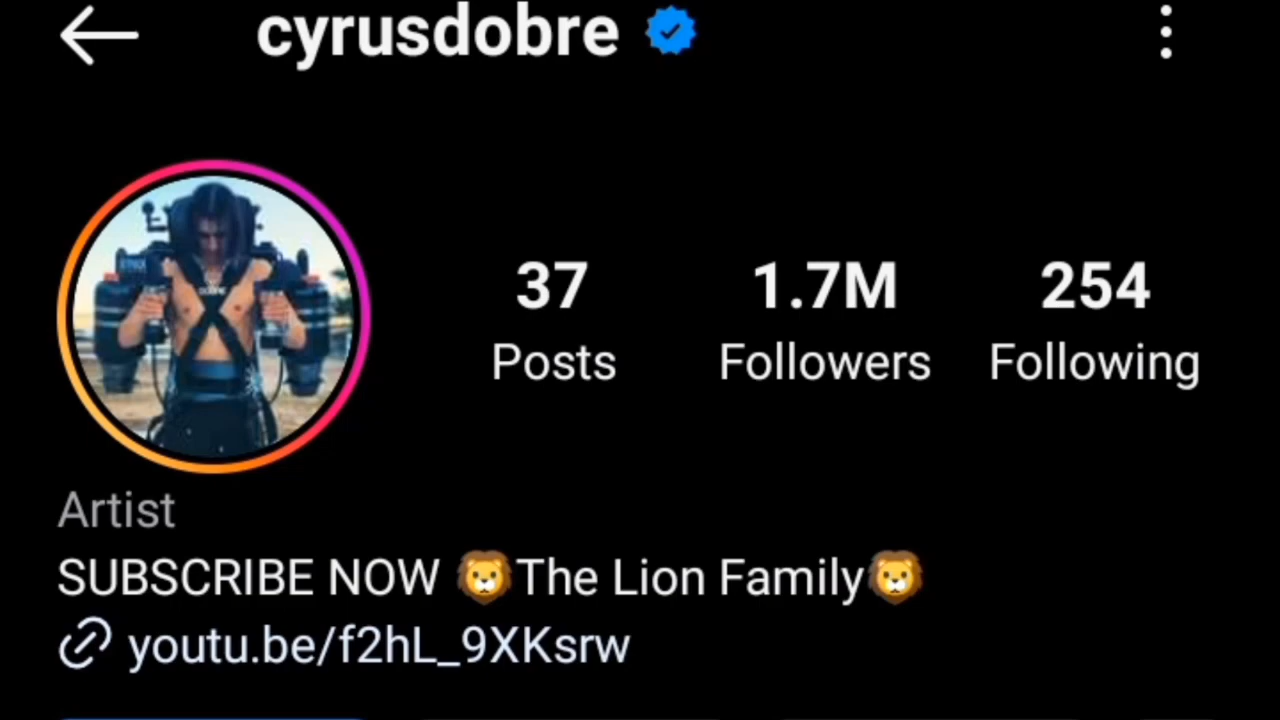 cyrusdobre
37 1.7M 254
Posts Followers Following
Artist
SUBSCRIBE NOW 🦁The Lion Family🦁
youtu.be/f2hL_9XKsrw